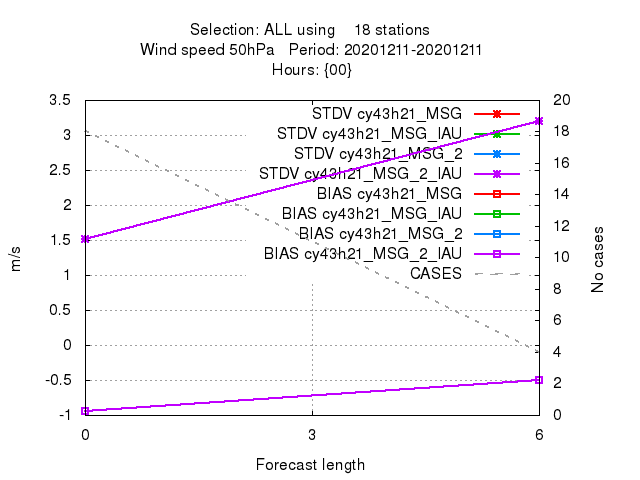 Selection: ALL using 18 stations
Wind speed 50hPa Period: 20201211-20201211
Hours: {00}
3.5
3
2.5
2
1.5
1
0.5
0
-0.5
-1
m/s
STDV cy43h21_MSG
STDV cy43h21_MSG_IAU
STDV cy43h21_MSG_2
STDV cy43h21_MSG_2_IAU
BIAS cy43h21_MSG
BIAS cy43h21_MSG_IAU
BIAS cy43h21_MSG_2
BIAS cy43h21_MSG_2_IAU
CASES
20
18
16
14
12
10
8
6
4
2
0
No cases
0 3 6
Forecast length